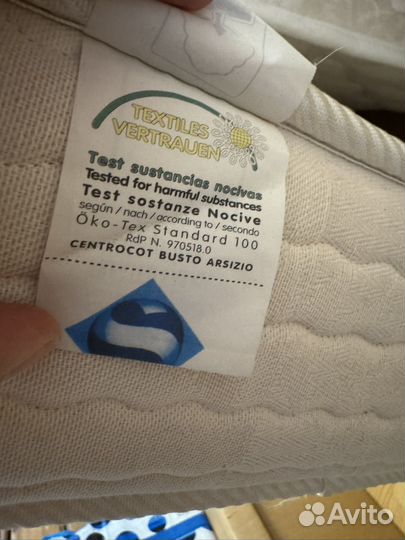 TEXTILES
VERTRAUEN
Test sustancias nocivas
Tested for harmful substances
Test sostanze Nocive
según / nach / according to / secondo
Öko-Tex Standard 100
RdP N. 970518.0
CENTROCOT BUSTO ARSIZIO
Avito